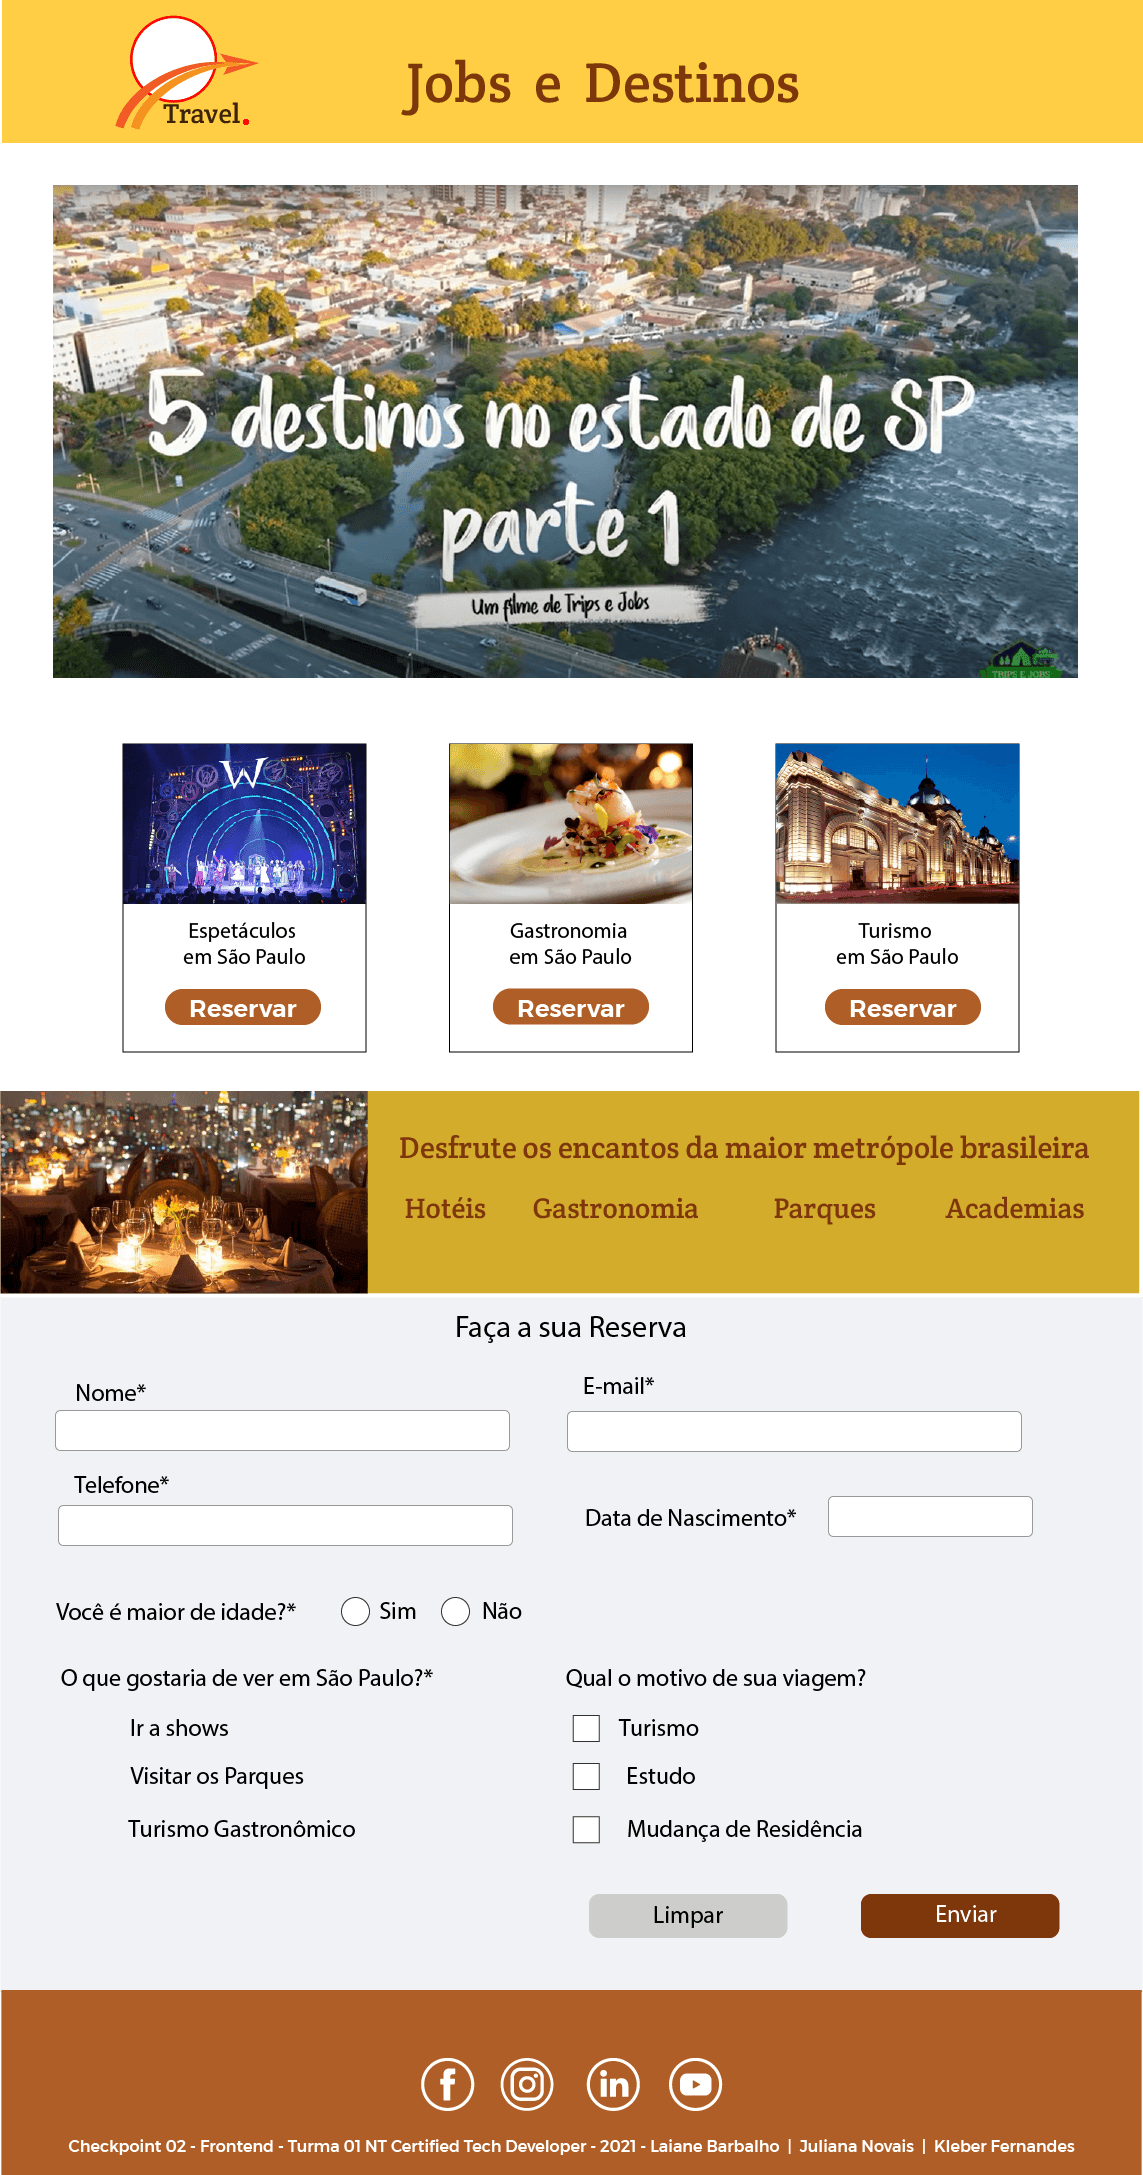 Travel.
Jobs e Destinos
5 destinos no estado de SP
parte 1
Um filme de Trips e Jobs
TRIPS E JOBS
W
Espetáculos
em São Paulo
Reservar
Gastronomia
em São Paulo
Reservar
Turismo
em São Paulo
Reservar
Desfrute os encantos da maior metrópole brasileira
Hotéis Gastronomia Parques Academias
Faça a sua Reserva
Nome*
E-mail*
Telefone*
Data de Nascimento*
Você é maior de idade?* Sim Não
O que gostaria de ver em São Paulo?*
Ir a shows
Visitar os Parques
Turismo Gastronômico
Qual o motivo de sua viagem?
Turismo
Estudo
Mudança de Residência
Limpar Enviar
Checkpoint 02 - Frontend - Turma 01 NT Certified Tech Developer - 2021 - Laiane Barbalho | Juliana Novais | Kleber Fernandes